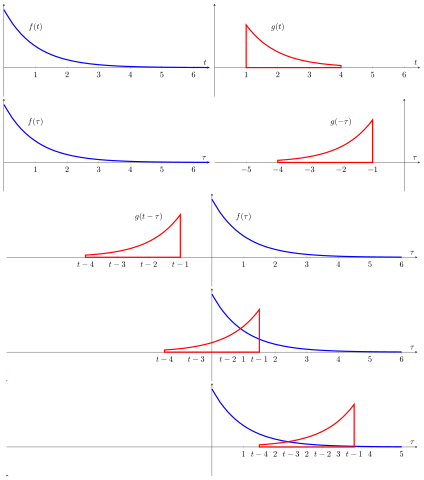 f(t) g(t)
t t
1 2 3 4 5 6 1 2 3 4 5 6
f(τ) g(−τ)
τ τ
1 2 3 4 5 6 −5 −4 −3 −2 −1
g(t − τ) f(τ)
τ
t − 4 t − 3 t − 2 t − 1 1 2 3 4 5 6
τ
t − 4 t − 3 t − 2 1 t − 1 2 3 4 5 6
τ
1 t − 4 2 t − 3 2 t − 2 3 t − 1 4 5